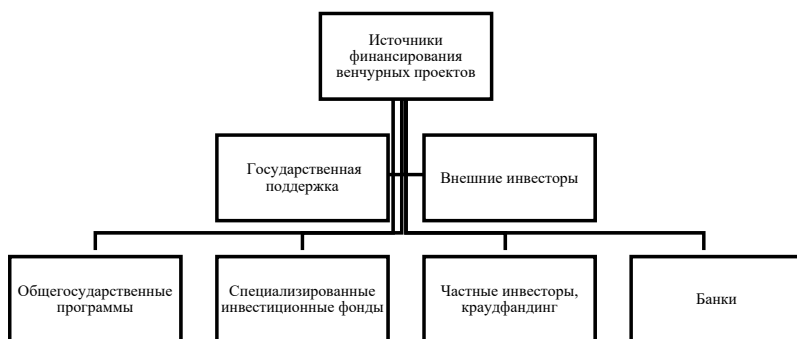 Источники
финансирования
венчурных проектов
Государственная
поддержка
Внешние инвесторы
Общегосударственные
программы
Специализированные
инвестиционные фонды
Частные инвесторы,
краудфандинг
Банки